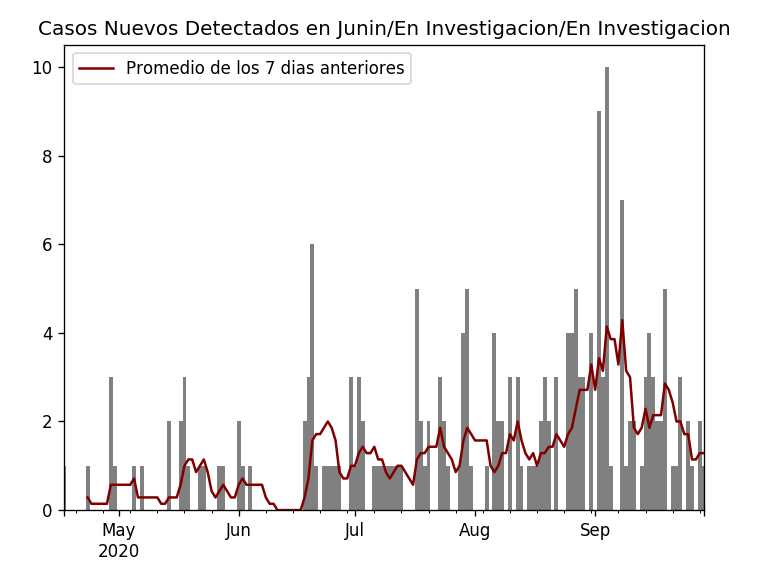 Casos Nuevos Detectados en Junin/En Investigacion/En Investigacion
Promedio de los 7 dias anteriores
10
8
6
4
2
0
May Jun Jul Aug Sep
2020